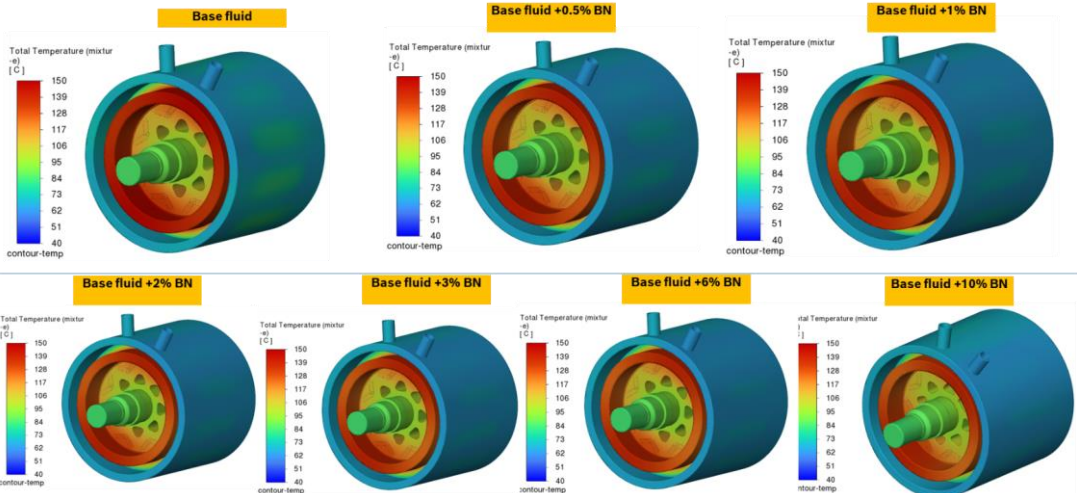 Base fluid
Total Temperature (mixtur
-e)
[ C ]
150
139
128
117
106
95
84
73
62
51
40
contour-temp
Base fluid +0.5% BN
Total Temperature (mixtur
-e)
[ C ]
150
139
128
117
106
95
84
73
62
51
40
contour-temp
Base fluid +1% BN
Total Temperature (mixtur
-e)
[ C ]
150
139
128
117
106
95
84
73
62
51
40
contour-temp
Base fluid +2% BN
Total Temperature (mixtur
-e)
[ C ]
150
139
128
117
106
95
84
73
62
51
40
contour-temp
Base fluid +3% BN
Total Temperature (mixtur
-e)
[ C ]
150
139
128
117
106
95
84
73
62
51
40
contour-temp
Base fluid +6% BN
Total Temperature (mixtur
-e)
[ C ]
150
139
128
117
106
95
84
73
62
51
40
contour-temp
Base fluid +10% BN
Temperature (mixtur
[ C ]
150
139
128
117
106
95
84
73
62
51
40
contour-temp